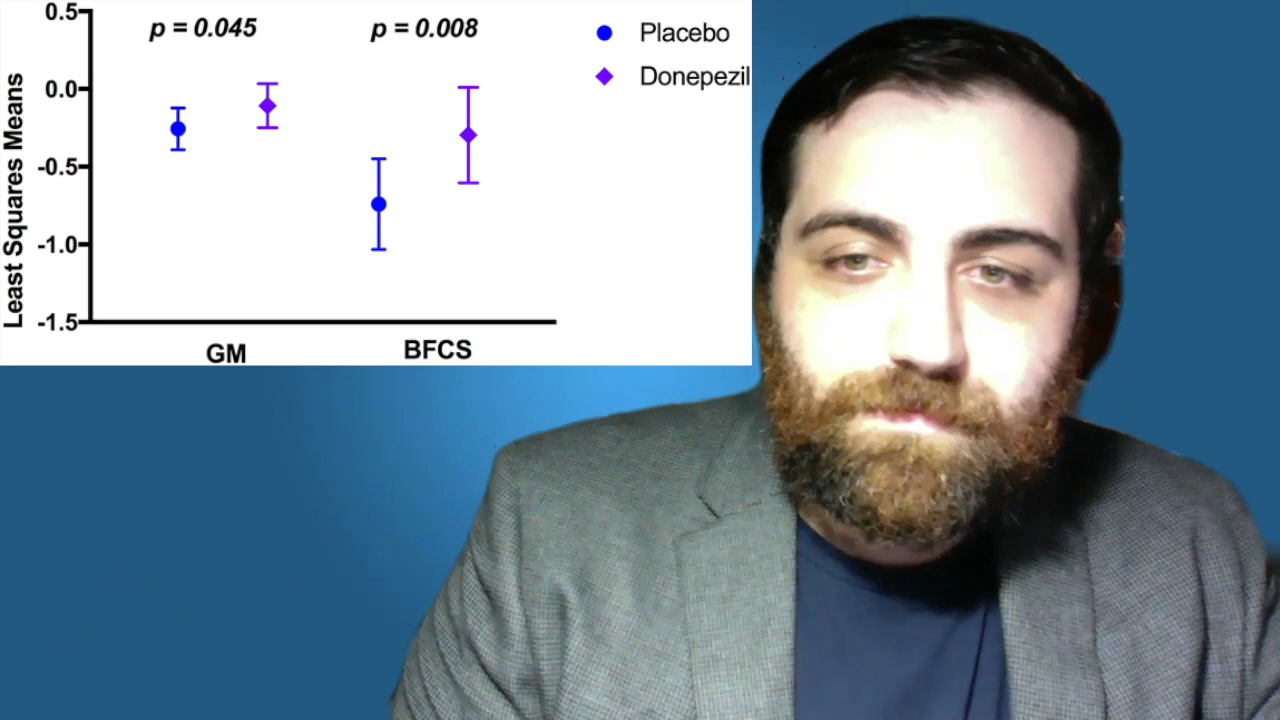 0.5
p = 0.045
p = 0.008
Placebo
Donepezil
0.0
-0.5
-1.0
-1.5
Least Squares Means
GM
BFCS